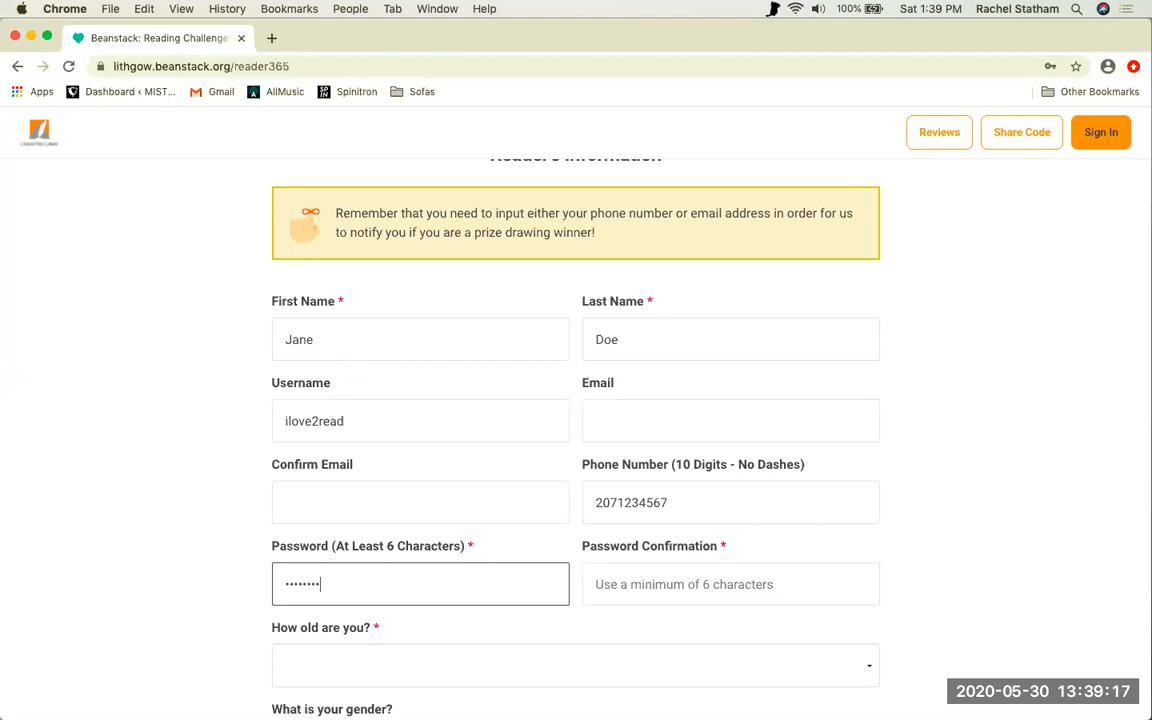 Chrome File Edit View History Bookmarks People Tab Window Help 100% Sat 1:39 PM Rachel Statham
Beanstack: Reading Challenge
lithgow.beanstack.org/reader365
Apps Dashboard ‹ MIST... Gmail AllMusic Spinitron Sofas Other Bookmarks
Reviews Share Code Sign In
Reader's Information
Remember that you need to input either your phone number or email address in order for us
to notify you if you are a prize drawing winner!
First Name * Last Name *
Jane Doe
Username Email
ilove2read
Confirm Email Phone Number (10 Digits - No Dashes)
2071234567
Password (At Least 6 Characters) * Password Confirmation *
•••••••• Use a minimum of 6 characters
How old are you? *
What is your gender?
2020-05-30 13:39:17